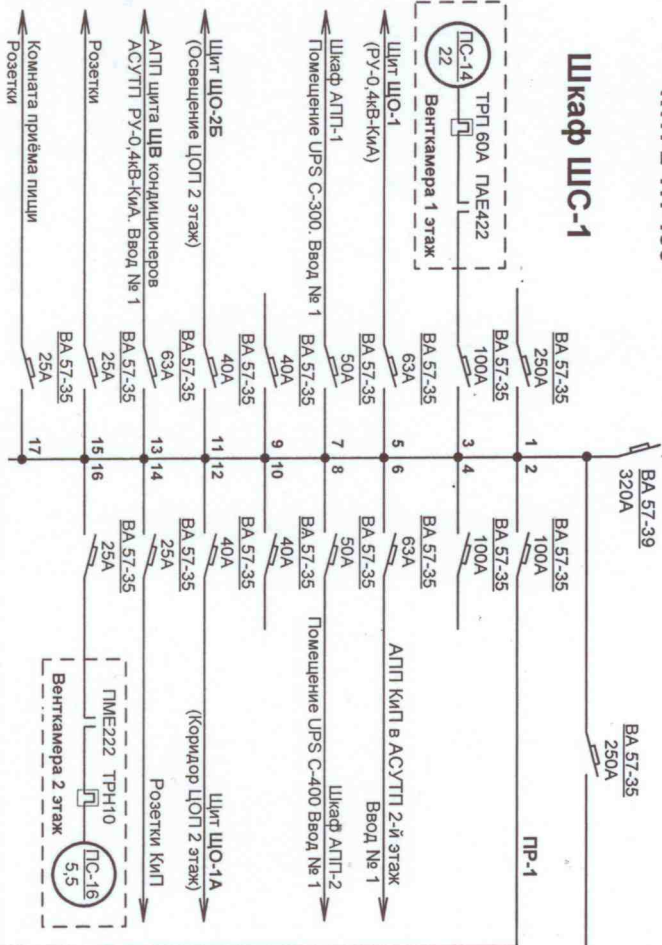 ВА 57-39
320А
ВА 57-35
250А
Шкаф ШС-1
ВА 57-35
250А
1
2
ВА 57-35
100А
ПР-1
ПС-14
22
ТРП 60А ПАЕ422
Венткамера 1 этаж
ВА 57-35
100А
3
4
ВА 57-35
100А
Щит ЩО-1
(РУ-0,4кВ-КиА)
ВА 57-35
63А
5
6
ВА 57-35
63А
АПП КиП в АСУТП 2-й этаж
Ввод № 1
Шкаф АПП-1
Помещение UPS С-300. Ввод № 1
ВА 57-35
50А
7
8
ВА 57-35
50А
Шкаф АПП-2
Помещение UPS С-400 Ввод № 1
ВА 57-35
40А
9
10
ВА 57-35
40А
Щит ЩО-2Б
(Освещение ЦОП 2 этаж)
ВА 57-35
40А
11
12
ВА 57-35
40А
Щит ЩО-1А
(Коридор ЦОП 2 этаж)
АПП щита ЩВ кондиционеров
АСУТП РУ-0,4кВ-КиА. Ввод № 1
ВА 57-35
63А
13
14
ВА 57-35
25А
Розетки КиП
Розетки
ВА 57-35
25А
15
16
ВА 57-35
25А
ПМЕ222 ТРН10
ПС-16
5,5
Венткамера 2 этаж
Комната приёма пищи
Розетки
ВА 57-35
25А
17